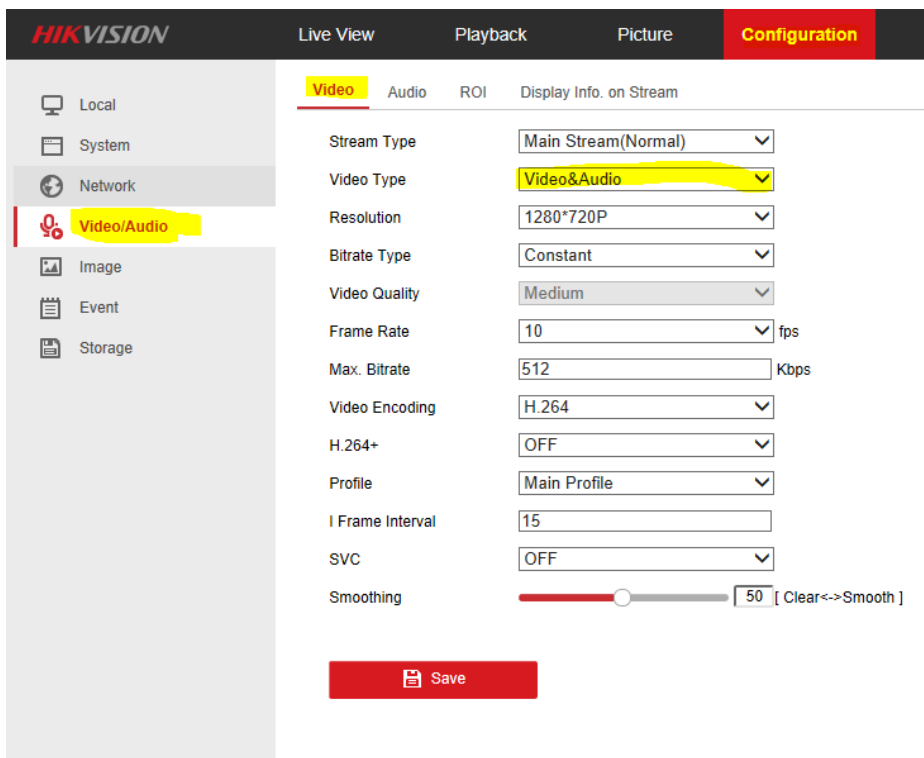 HIKVISION Live View Playback Picture Configuration
Local
System
Network
Video/Audio
Image
Event
Storage
Video Audio ROI Display Info. on Stream
Stream Type Main Stream(Normal)
Video Type Video&Audio
Resolution 1280*720P
Bitrate Type Constant
Video Quality Medium
Frame Rate 10 fps
Max. Bitrate 512 Kbps
Video Encoding H.264
H.264+ OFF
Profile Main Profile
I Frame Interval 15
SVC OFF
Smoothing 50 [ Clear<->Smooth ]
Save